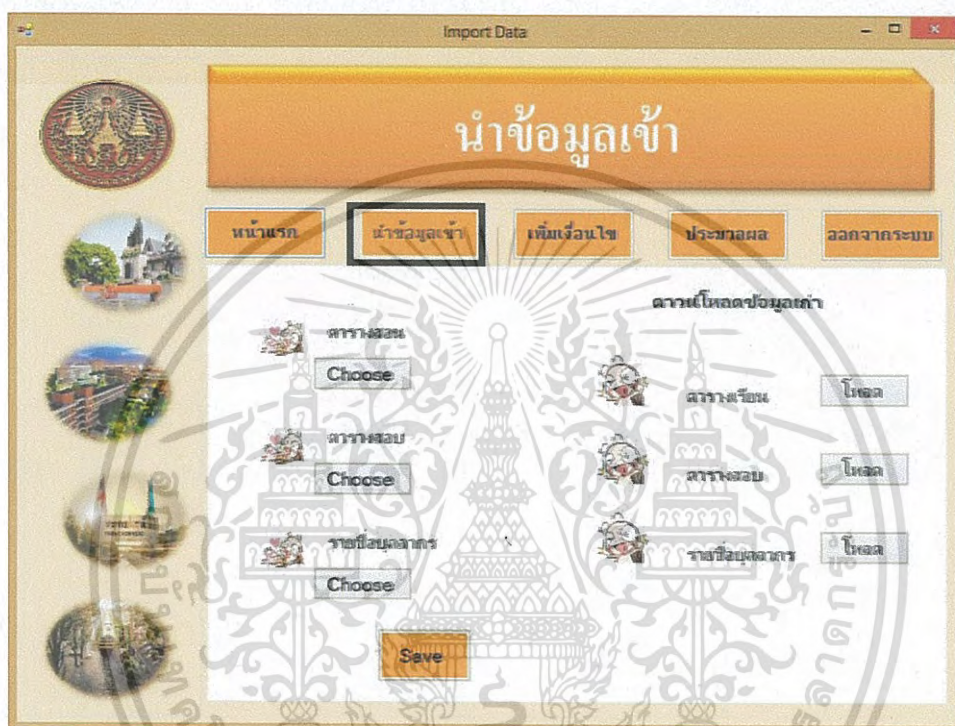 Import Data
นำข้อมูลเข้า
หน้าแรก นำข้อมูลเข้า เพิ่มเงื่อนไข ประมวลผล ออกจากระบบ
ดาวน์โหลดข้อมูลเก่า
ตารางสอน
Choose
ตารางเรียน โหลด
ตารางสอบ
Choose
ตารางสอบ โหลด
รายชื่อบุคลากร
Choose
รายชื่อบุคลากร โหลด
Save